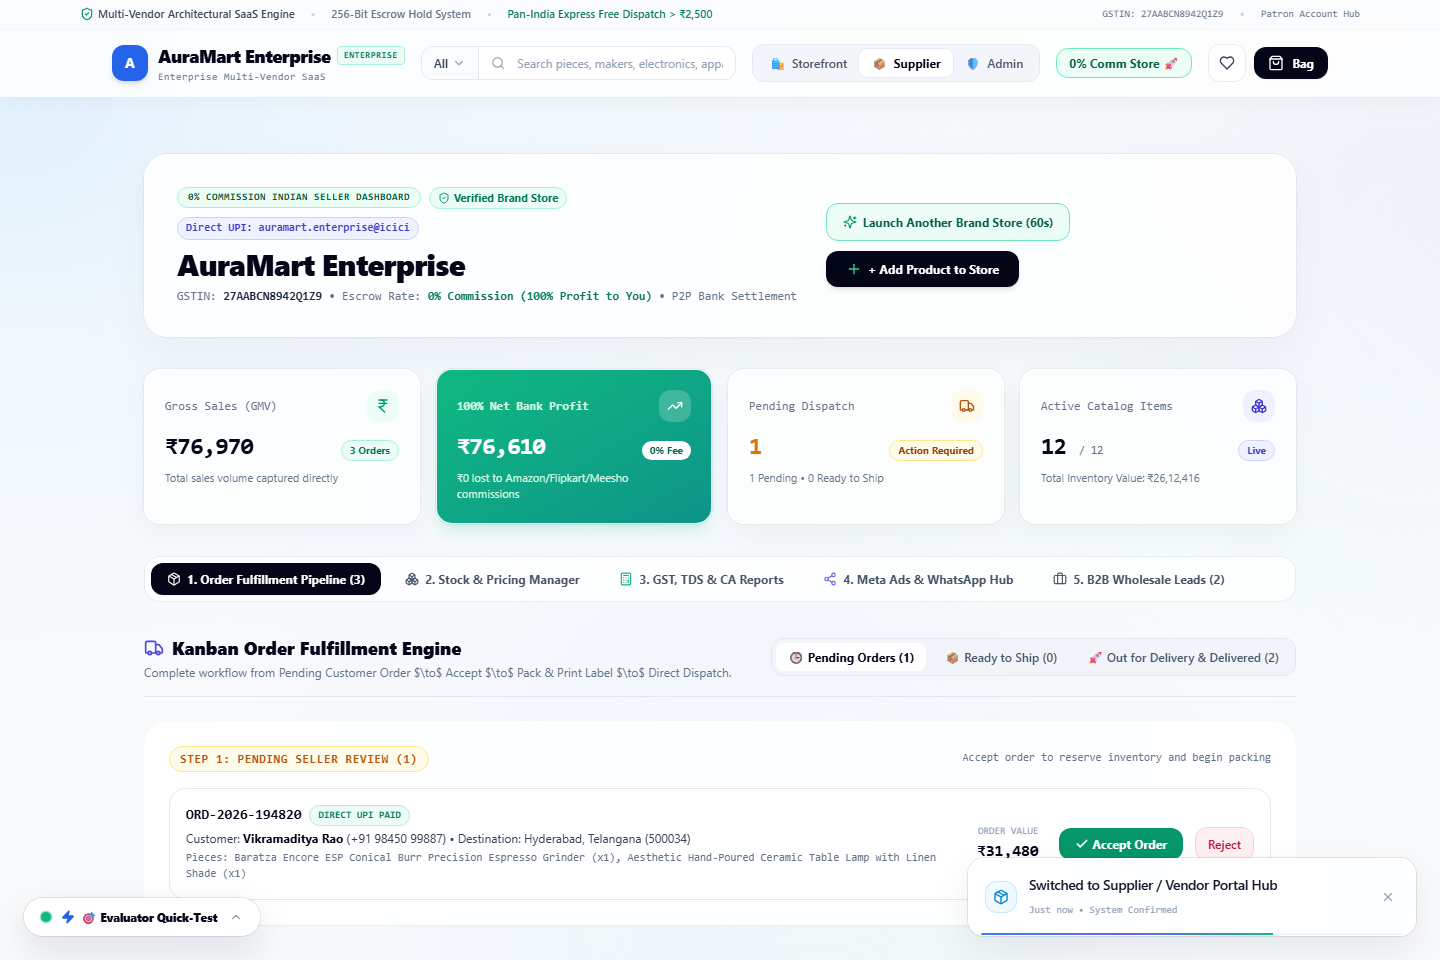 Multi-Vendor Architectural SaaS Engine • 256-Bit Escrow Hold System • Pan-India Express Free Dispatch > ₹2,500
GSTIN: 27AABCN8942Q1Z9 • Patron Account Hub
A
AuraMart Enterprise
ENTERPRISE
Enterprise Multi-Vendor SaaS
All
Search pieces, makers, electronics, appa
Storefront
Supplier
Admin
0% Comm Store 🚀
Bag
0% COMMISSION INDIAN SELLER DASHBOARD
Verified Brand Store
Direct UPI: auramart.enterprise@icici
AuraMart Enterprise
GSTIN: 27AABCN8942Q1Z9 • Escrow Rate: 0% Commission (100% Profit to You) • P2P Bank Settlement
Launch Another Brand Store (60s)
+ Add Product to Store
Gross Sales (GMV)
₹76,970
3 Orders
Total sales volume captured directly
100% Net Bank Profit
₹76,610
0% Fee
₹0 lost to Amazon/Flipkart/Meesho
commissions
Pending Dispatch
1
Action Required
1 Pending • 0 Ready to Ship
Active Catalog Items
12 / 12
Live
Total Inventory Value: ₹26,12,416
1. Order Fulfillment Pipeline (3)
2. Stock & Pricing Manager
3. GST, TDS & CA Reports
4. Meta Ads & WhatsApp Hub
5. B2B Wholesale Leads (2)
Kanban Order Fulfillment Engine
Complete workflow from Pending Customer Order $\to$ Accept $\to$ Pack & Print Label $\to$ Direct Dispatch.
Pending Orders (1)
Ready to Ship (0)
Out for Delivery & Delivered (2)
STEP 1: PENDING SELLER REVIEW (1)
Accept order to reserve inventory and begin packing
ORD-2026-194820
DIRECT UPI PAID
Customer: Vikramaditya Rao (+91 98450 99887) • Destination: Hyderabad, Telangana (500034)
Pieces: Baratza Encore ESP Conical Burr Precision Espresso Grinder (x1), Aesthetic Hand-Poured Ceramic Table Lamp with Linen
Shade (x1)
ORDER VALUE
₹31,480
Accept Order
Reject
Switched to Supplier / Vendor Portal Hub
Just now • System Confirmed
Evaluator Quick-Test